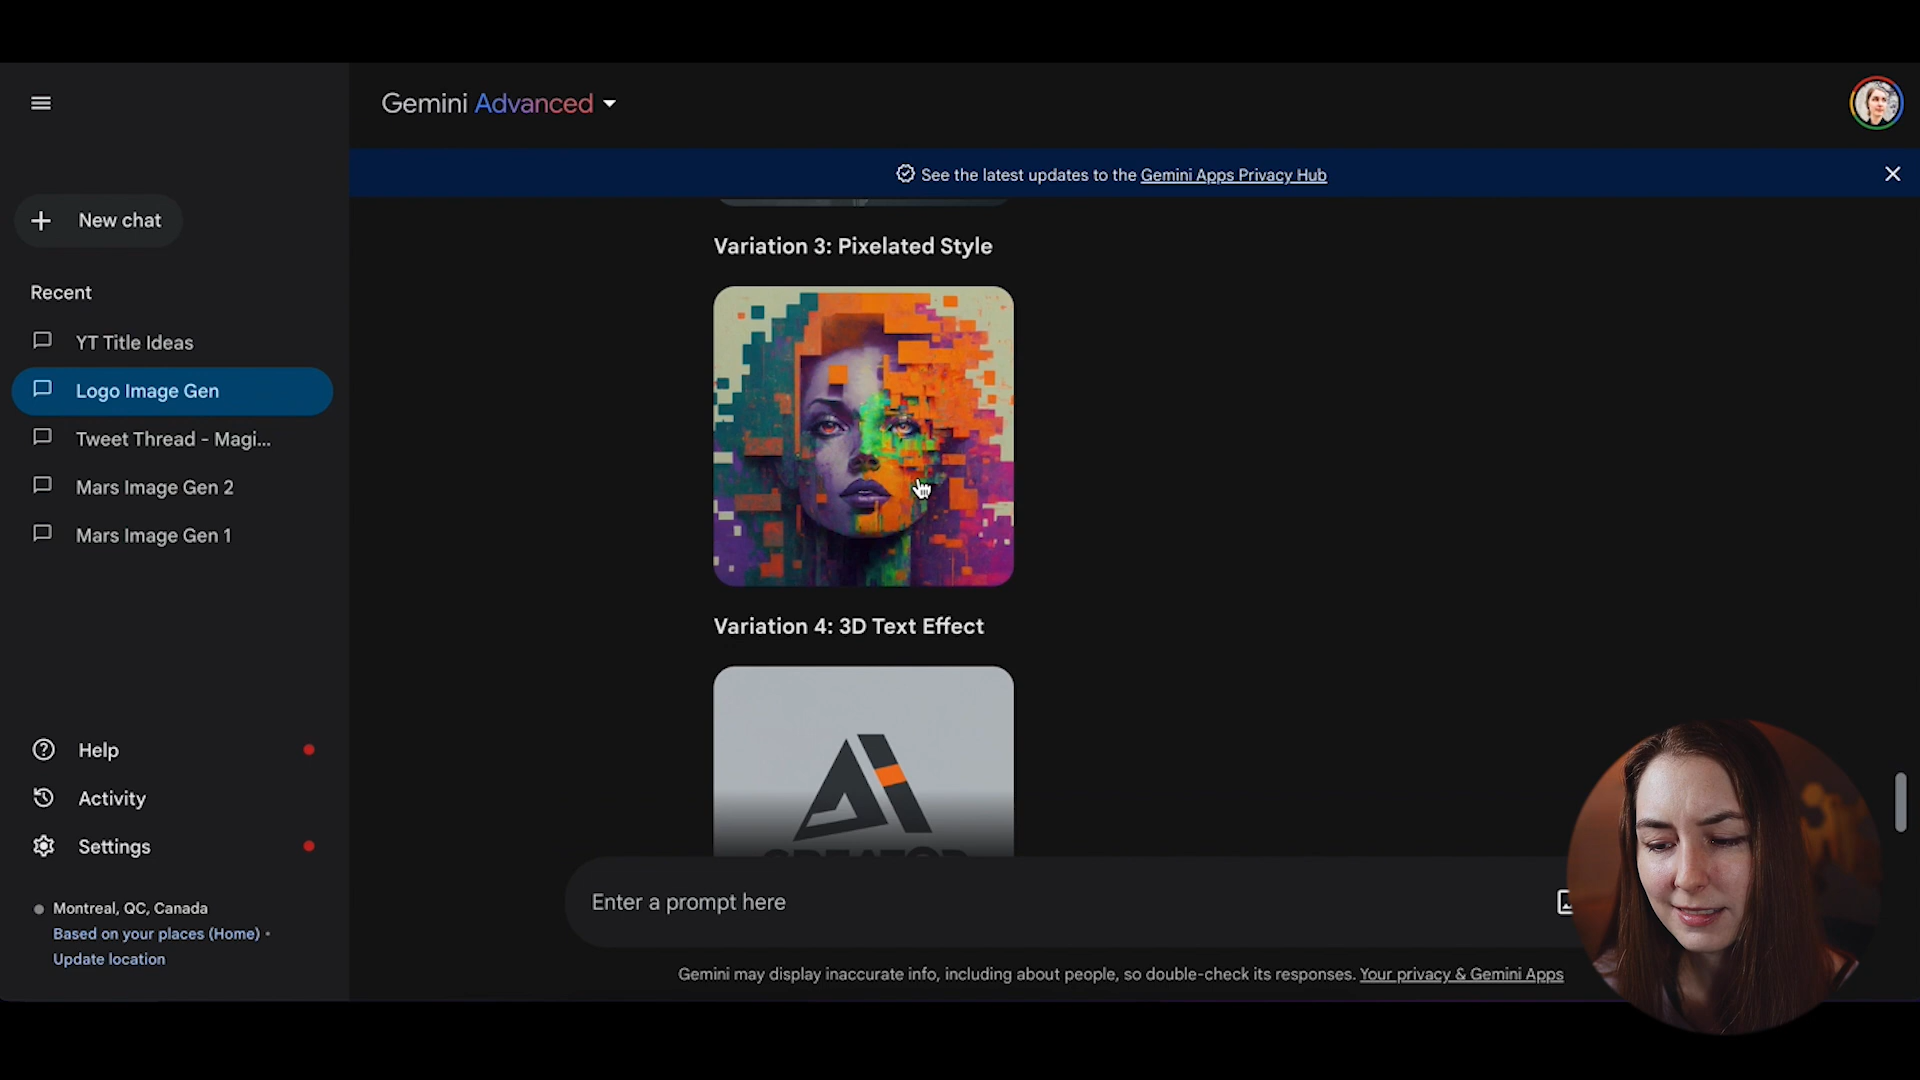 Gemini Advanced
See the latest updates to the Gemini Apps Privacy Hub
New chat
Recent
YT Title Ideas
Logo Image Gen
Tweet Thread - Magi...
Mars Image Gen 2
Mars Image Gen 1
Help
Activity
Settings
Montreal, QC, Canada
Based on your places (Home) •
Update location
Variation 3: Pixelated Style
Variation 4: 3D Text Effect
AI
CREATOR
Enter a prompt here
Gemini may display inaccurate info, including about people, so double-check its responses. Your privacy & Gemini Apps